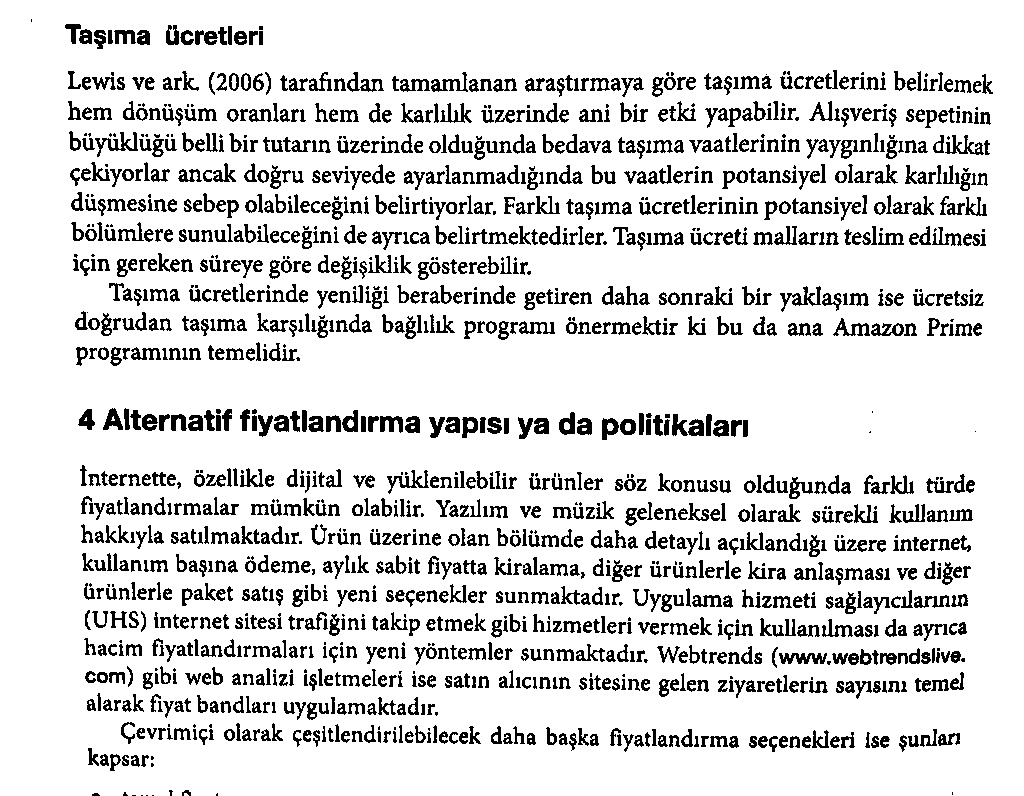 Taşıma ücretleri
Lewis ve ark. (2006) tarafından tamamlanan araştırmaya göre taşıma ücretlerini belirlemek
hem dönüşüm oranları hem de karlılık üzerinde ani bir etki yapabilir. Alışveriş sepetinin
büyüklüğü belli bir tutarın üzerinde olduğunda bedava taşıma vaatlerinin yaygınlığına dikkat
çekiyorlar ancak doğru seviyede ayarlanmadığında bu vaatlerin potansiyel olarak karlılığın
düşmesine sebep olabileceğini belirtiyorlar. Farklı taşıma ücretlerinin potansiyel olarak farklı
bölümlere sunulabileceğini de ayrıca belirtmektedirler. Taşıma ücreti malların teslim edilmesi
için gereken süreye göre değişiklik gösterebilir.
Taşıma ücretlerinde yeniliği beraberinde getiren daha sonraki bir yaklaşım ise ücretsiz
doğrudan taşıma karşılığında bağlılık programı önermektir ki bu da ana Amazon Prime
programının temelidir.
4 Alternatif fiyatlandırma yapısı ya da politikaları
İnternette, özellikle dijital ve yüklenilebilir ürünler söz konusu olduğunda farklı türde
fiyatlandırmalar mümkün olabilir. Yazılım ve müzik geleneksel olarak sürekli kullanım
hakkıyla satılmaktadır. Ürün üzerine olan bölümde daha detaylı açıklandığı üzere internet,
kullanım başına ödeme, aylık sabit fiyatta kiralama, diğer ürünlerle kira anlaşması ve diğer
ürünlerle paket satış gibi yeni seçenekler sunmaktadır. Uygulama hizmeti sağlayıcılarının
(UHS) internet sitesi trafiğini takip etmek gibi hizmetleri vermek için kullanılması da ayrıca
hacim fiyatlandırmaları için yeni yöntemler sunmaktadır. Webtrends (www.webtrendslive.
com) gibi web analizi işletmeleri ise satın alıcının sitesine gelen ziyaretlerin sayısını temel
alarak fiyat bandları uygulamaktadır.
Çevrimiçi olarak çeşitlendirilebilecek daha başka fiyatlandırma seçenekleri ise şunları
kapsar: